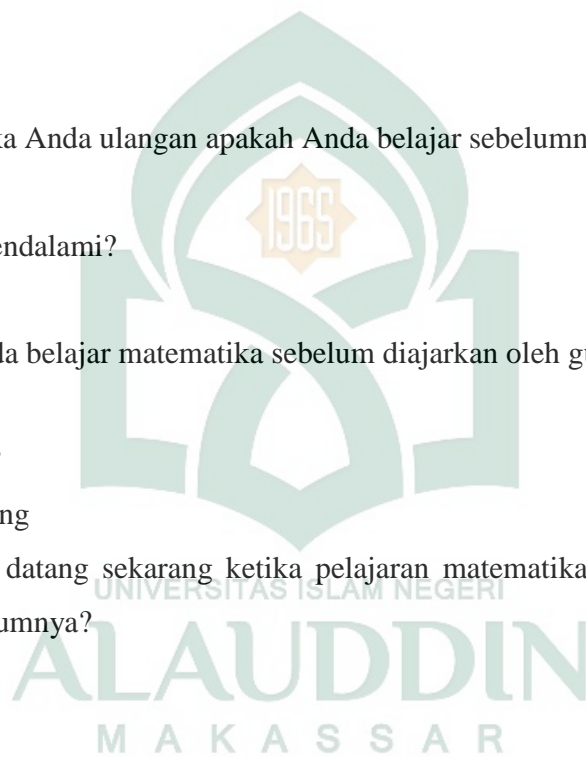 ka Anda ulangan apakah Anda belajar sebelumn
endalami?
1965
da belajar matematika sebelum diajarkan oleh g
ng
datang sekarang ketika pelajaran matematika
UNIVERSITAS ISLAM NEGERI
umnya?
ALAUDDIN
MAKASSAR